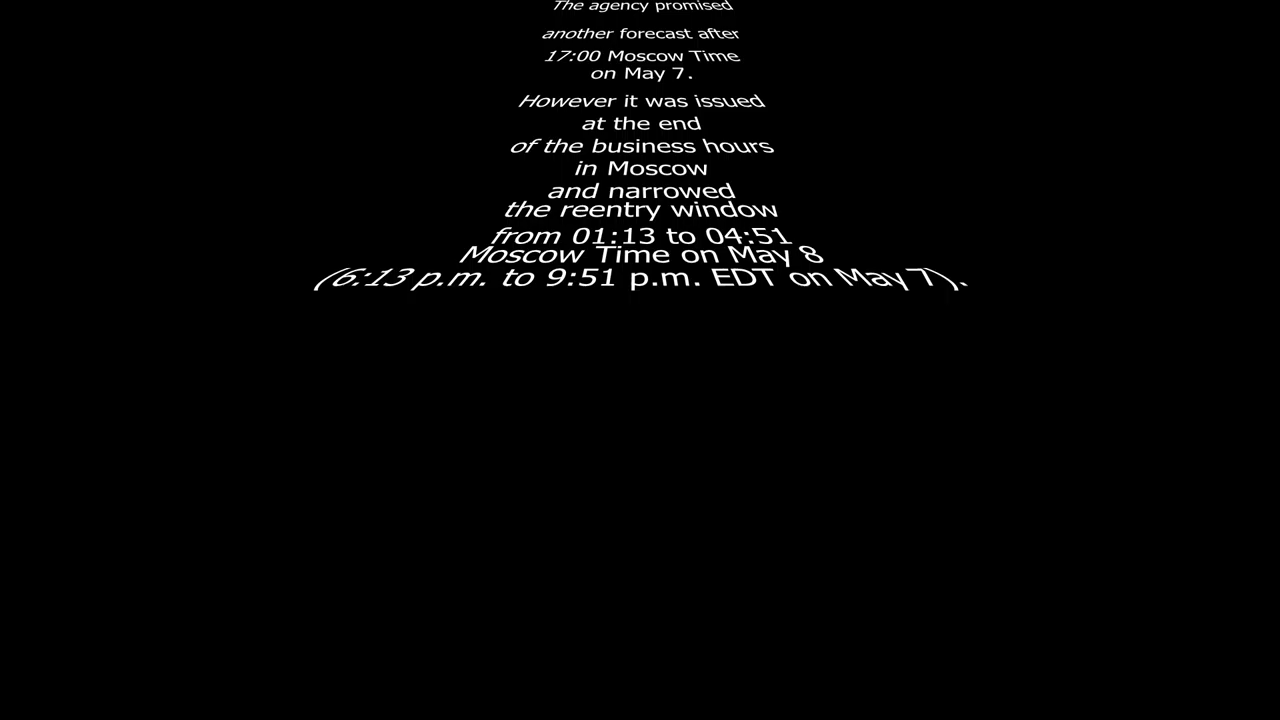 The agency promised
another forecast after
17:00 Moscow Time
on May 7.
However it was issued
at the end
of the business hours
in Moscow
and narrowed
the reentry window
from 01:13 to 04:51
Moscow Time on May 8
(6:13 p.m. to 9:51 p.m. EDT on May 7).